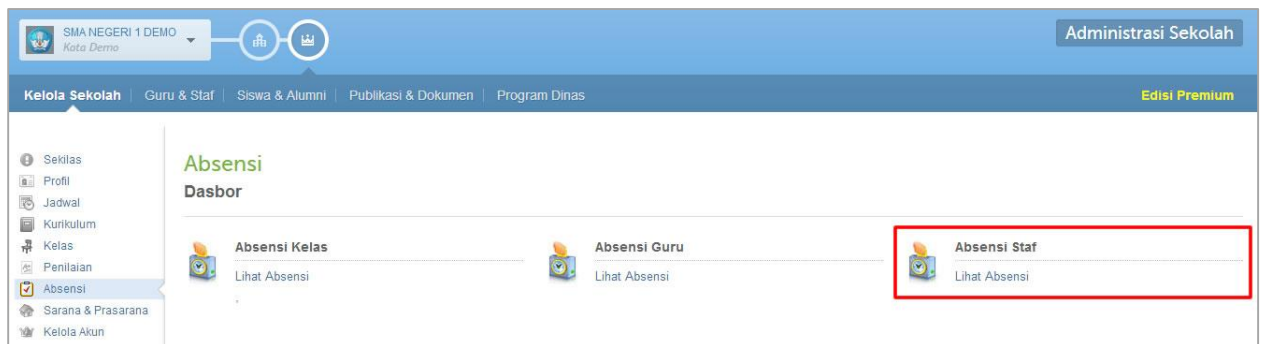 SMA NEGERI 1 DEMO
Kota Demo
Administrasi Sekolah
Kelola Sekolah Guru & Staf Siswa & Alumni Publikasi & Dokumen Program Dinas Edisi Premium
Sekilas
Profil
Jadwal
Kurikulum
Kelas
Penilaian
Absensi
Sarana & Prasarana
Kelola Akun
Absensi
Dasbor
Absensi Kelas
Lihat Absensi
Absensi Guru
Lihat Absensi
Absensi Staf
Lihat Absensi